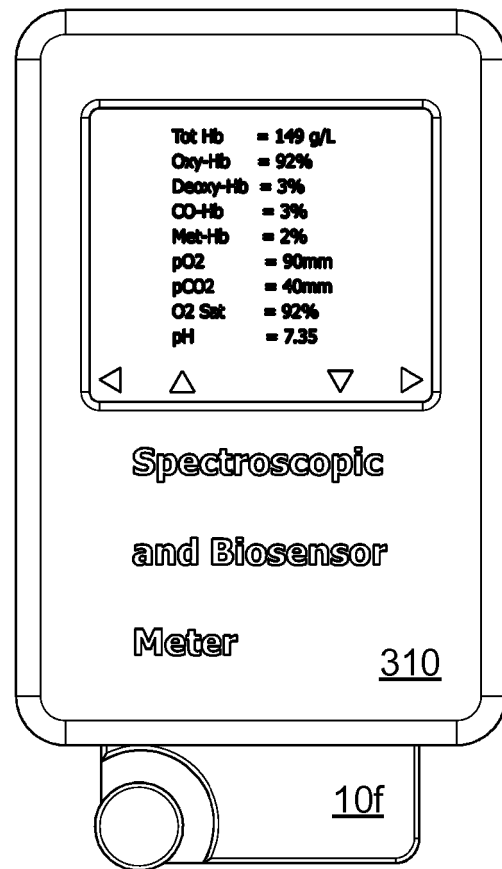 Tot Hb = 149 g/L
Oxy-Hb = 92%
Deoxy-Hb = 3%
CO-Hb = 3%
Met-Hb = 2%
pO2 = 90mm
pCO2 = 40mm
O2 Sat = 92%
pH = 7.35
Spectroscopic
and Biosensor
Meter
310
10f